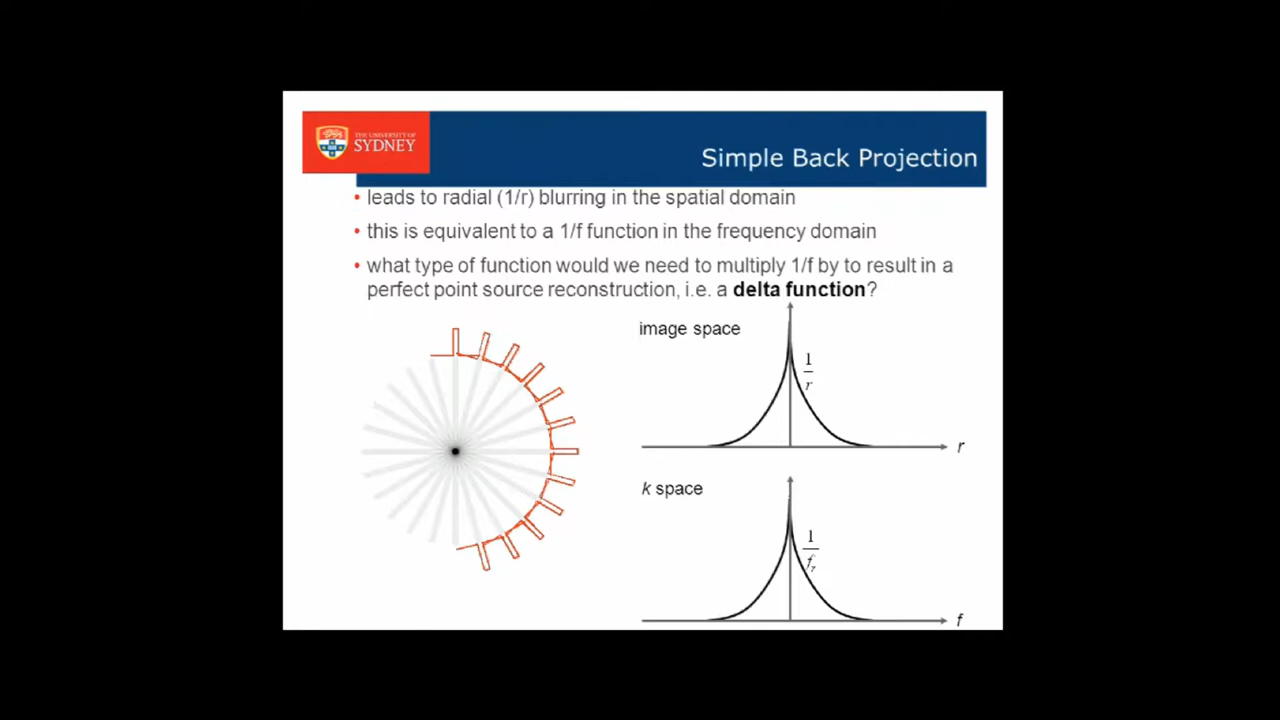 THE UNIVERSITY OF
SYDNEY
Simple Back Projection
• leads to radial (1/r) blurring in the spatial domain
• this is equivalent to a 1/f function in the frequency domain
• what type of function would we need to multiply 1/f by to result in a
perfect point source reconstruction, i.e. a delta function?
image space
1
r
r
k space
1
fr
f